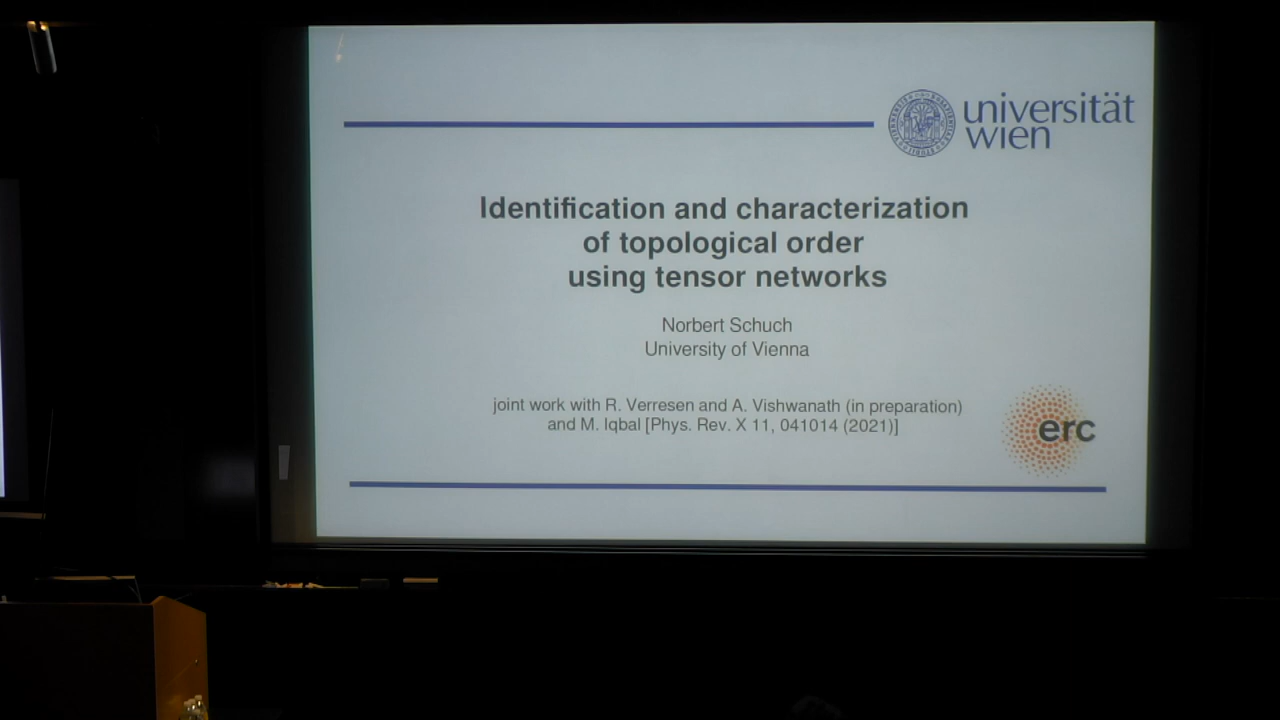 universität
wien
Identification and characterization
of topological order
using tensor networks
Norbert Schuch
University of Vienna
joint work with R. Verresen and A. Vishwanath (in preparation)
and M. Iqbal [Phys. Rev. X 11, 041014 (2021)]
erc